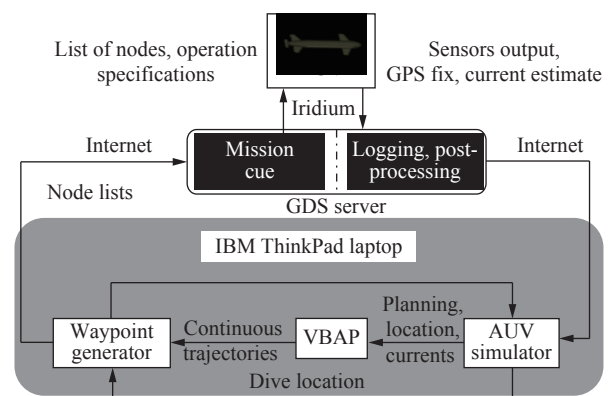 List of nodes, operation
specifications
Sensors output,
GPS fix, current estimate
Iridium
Internet
Mission
cue
Logging, post-
processing
Internet
Node lists
GDS server
IBM ThinkPad laptop
Waypoint
generator
Continuous
trajectories
VBAP
Planning,
location,
currents
AUV
simulator
Dive location